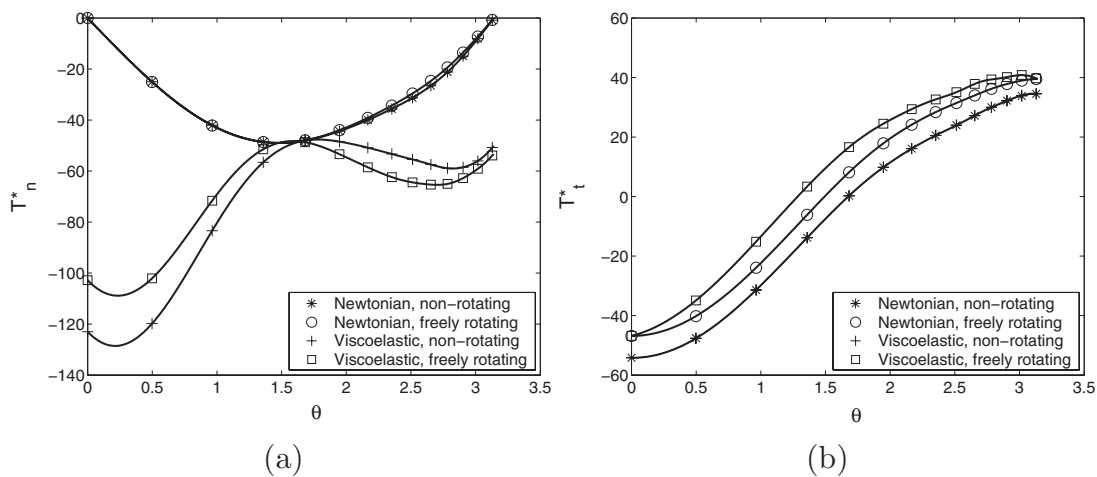 0
−20
−40
−60
−80
−100
−120
−140
T*n
0 0.5 1 1.5 2 2.5 3 3.5
θ
Newtonian, non-rotating
Newtonian, freely rotating
Viscoelastic, non-rotating
Viscoelastic, freely rotating
(a)
60
40
20
0
−20
−40
−60
T*t
0 0.5 1 1.5 2 2.5 3 3.5
θ
Newtonian, non-rotating
Newtonian, freely rotating
Viscoelastic, non-rotating
Viscoelastic, freely rotating
(b)